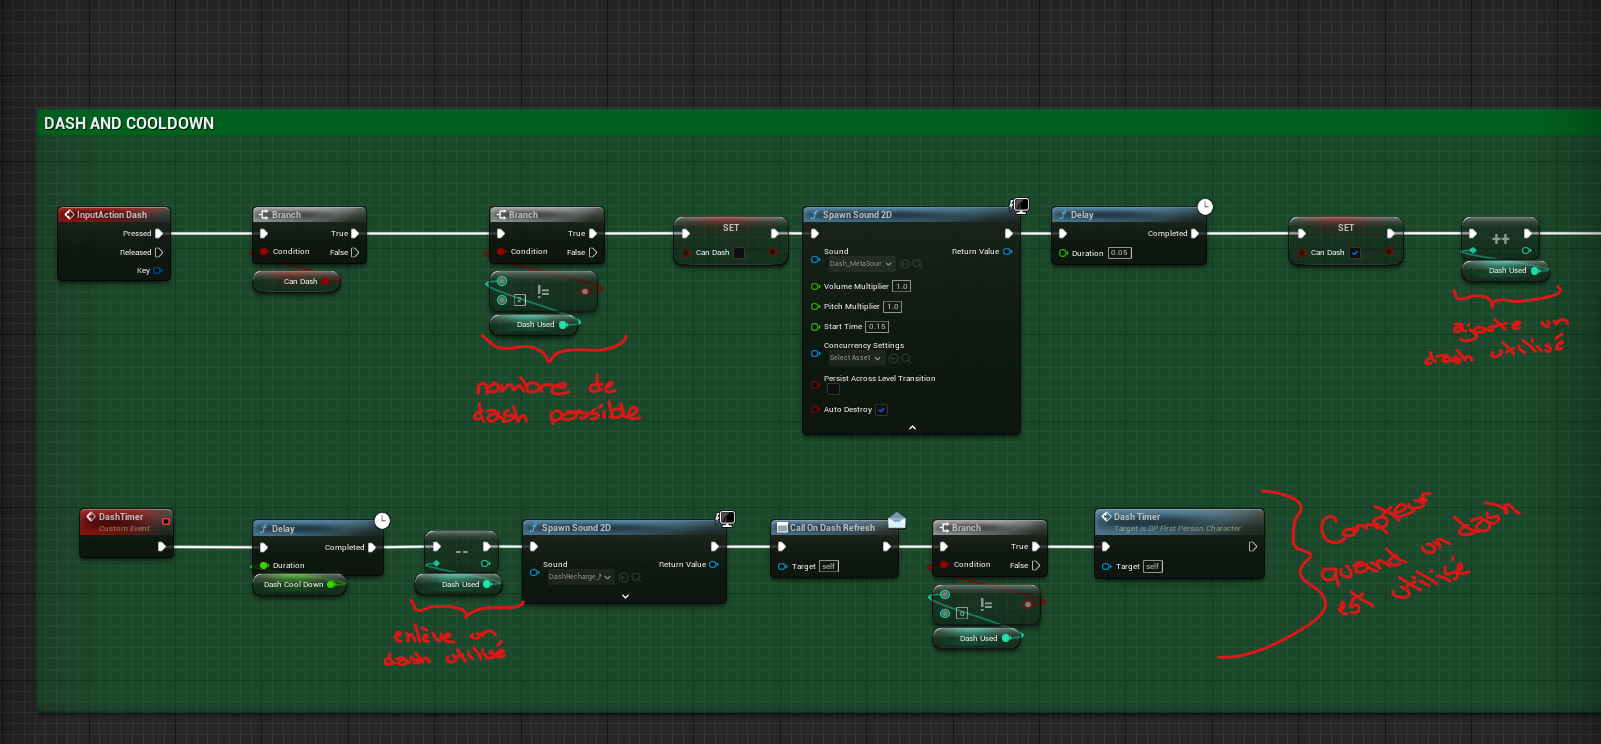 DASH AND COOLDOWN
InputAction Dash
Pressed
Released
Key
Branch
True
Condition
False
Can Dash
Branch
True
Condition
False
!=
2
Dash Used
nombre de
dash possible
SET
Can Dash
Spawn Sound 2D
Sound
Return Value
Dash_MetaSour
Volume Multiplier 1.0
Pitch Multiplier 1.0
Start Time 0.15
Concurrency Settings
Select Asset
Persist Across Level Transition
Auto Destroy
Delay
Completed
Duration 0.05
SET
Can Dash
++
Dash Used
ajoute un
dash utilisé
DashTimer
Custom Event
Delay
Completed
Duration
Dash Cool Down
--
Dash Used
enlève un
dash utilisé
Spawn Sound 2D
Sound
Return Value
DashRecharge_
Call On Dash Refresh
Target self
Branch
True
Condition
False
!=
0
Dash Used
Dash Timer
Target is DP First Person Character
Target self
Compteur
quand un dash
est utilisé